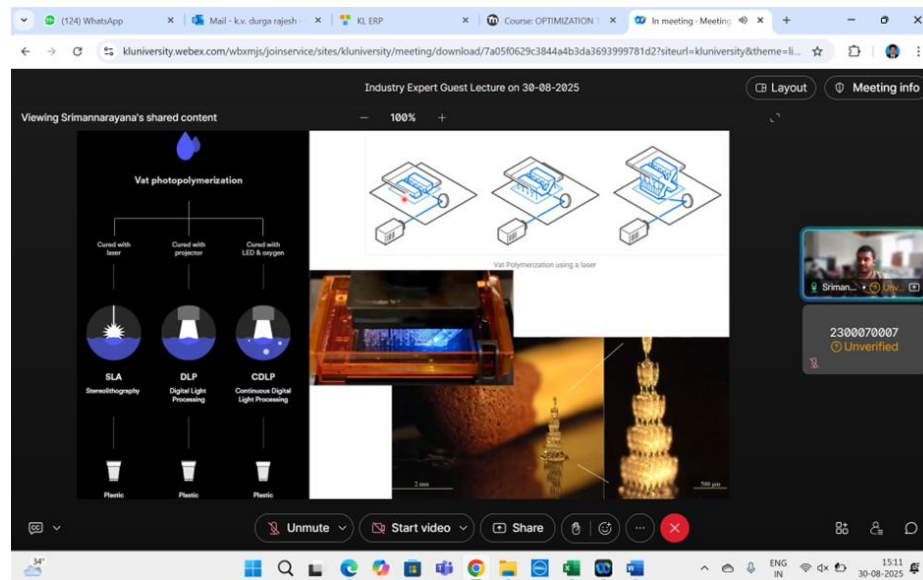 (124) WhatsApp
Mail - k.v. durga rajesh -
KL ERP
Course: OPTIMIZATION
In meeting - Meeting
kluniversity.webex.com/wbxmjs/joinservice/sites/kluniversity/meeting/download/7a05f0629c3844a4b3da3693999781d2?siteurl=kluniversity&theme=li...
Industry Expert Guest Lecture on 30-08-2025
Layout
Meeting info
Viewing Srimannarayana's shared content
− 100% +
Vat photopolymerization
Cured with laser
Cured with projector
Cured with LED & oxygen
SLA
Stereolithography
DLP
Digital Light Processing
CDLP
Continuous Digital Light Processing
Plastic
Plastic
Plastic
Vat Polymerization using a laser
2 mm
500 μm
Sriman...
Unv...
2300070007
Unverified
CC
Unmute
Start video
Share
34°
ENG
IN
15:11
30-08-2025